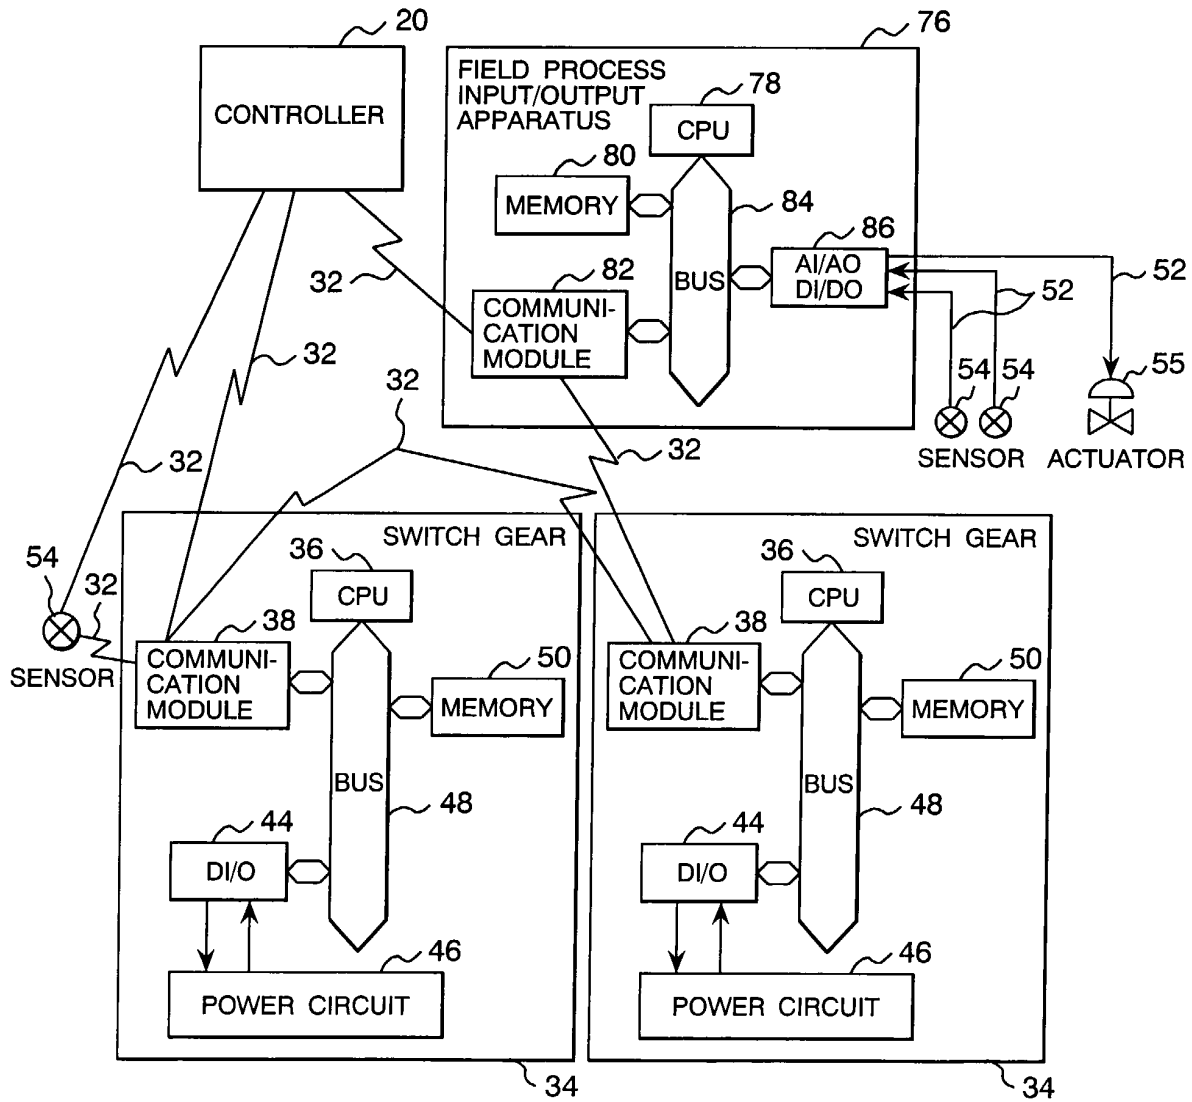 20
76
CONTROLLER
FIELD PROCESS
INPUT/OUTPUT
APPARATUS
78
CPU
80
MEMORY
84
86
AI/AO
DI/DO
BUS
82
COMMUNI-
CATION
MODULE
32
52
52
54
54
55
SENSOR
ACTUATOR
32
32
32
32
SWITCH GEAR
SWITCH GEAR
54
32
SENSOR
36
CPU
38
COMMUNI-
CATION
MODULE
50
MEMORY
BUS
48
44
DI/O
46
POWER CIRCUIT
34
36
CPU
38
COMMUNI-
CATION
MODULE
50
MEMORY
BUS
48
44
DI/O
46
POWER CIRCUIT
34